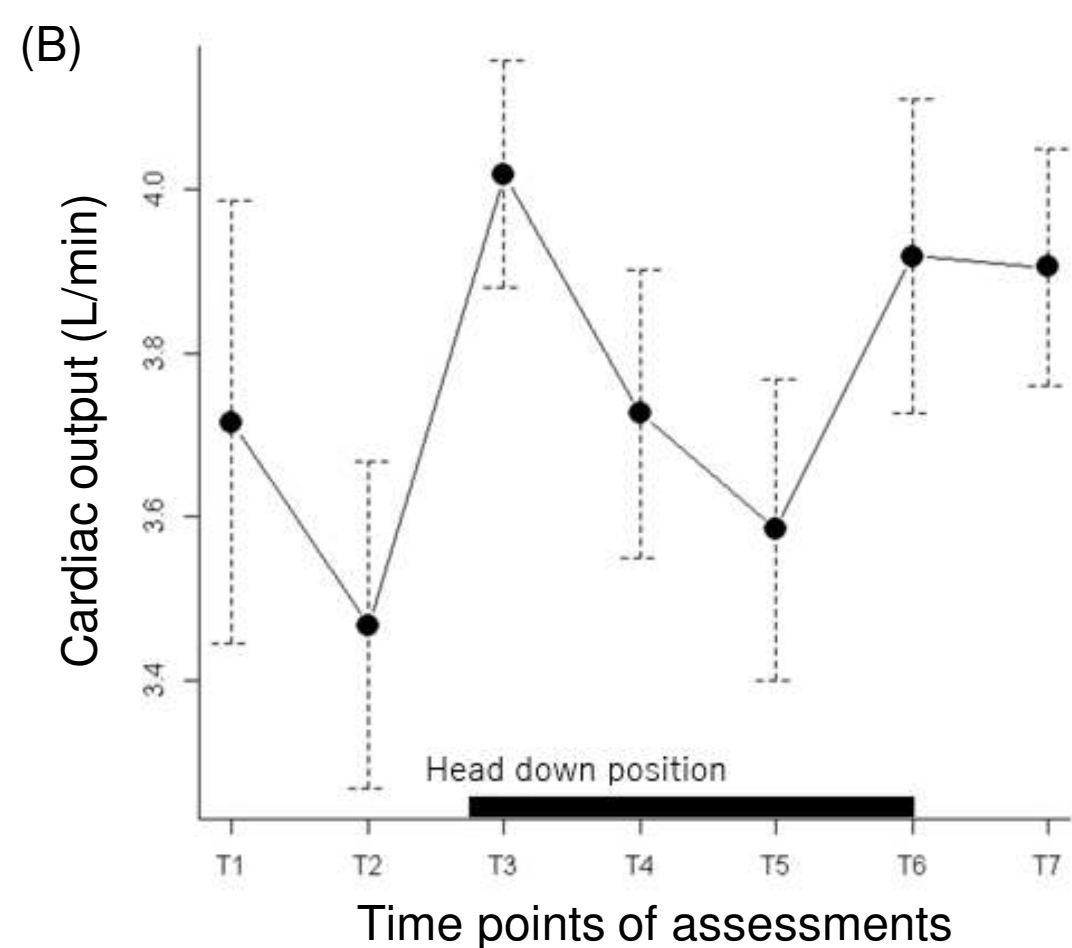 (B)
Cardiac output (L/min)
4.0
3.8
3.6
3.4
Head down position
T1 T2 T3 T4 T5 T6 T7
Time points of assessments